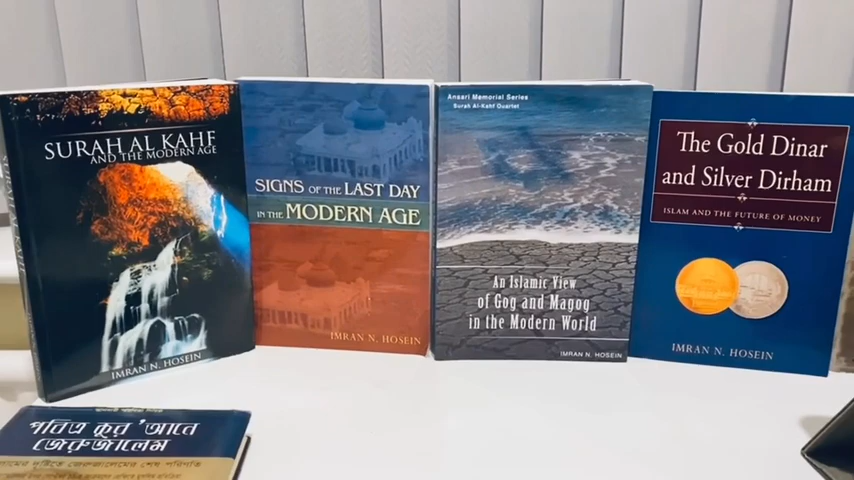 SURAH AL KAHF
AND THE MODERN AGE
IMRAN N. HOSEIN
SIGNS OF THE LAST DAY
IN THE MODERN AGE
IMRAN N. HOSEIN
Ansari Memorial Series
Surah Al-Kahf Quartet
An Islamic View
of Gog and Magog
in the Modern World
IMRAN N. HOSEIN
The Gold Dinar
and Silver Dirham
ISLAM AND THE FUTURE OF MONEY
IMRAN N. HOSEIN
পবিত্র কুর'আনে
জেরুজালেম